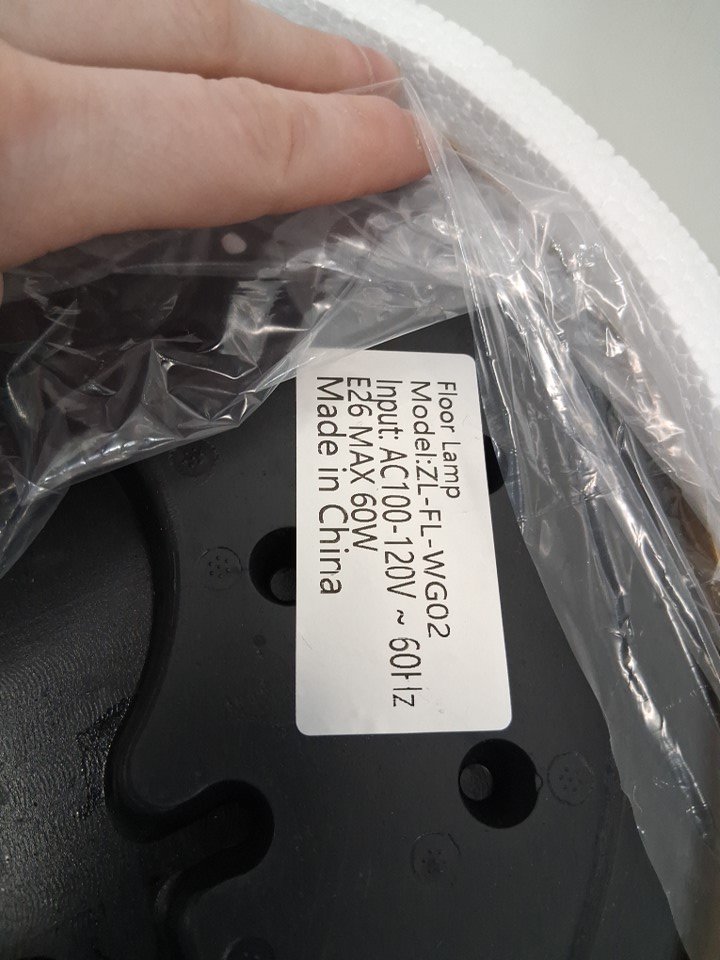 Floor Lamp
Model:ZL-FL-WG02
Input: AC100-120V ~ 60Hz
E26 MAX 60W
Made in China